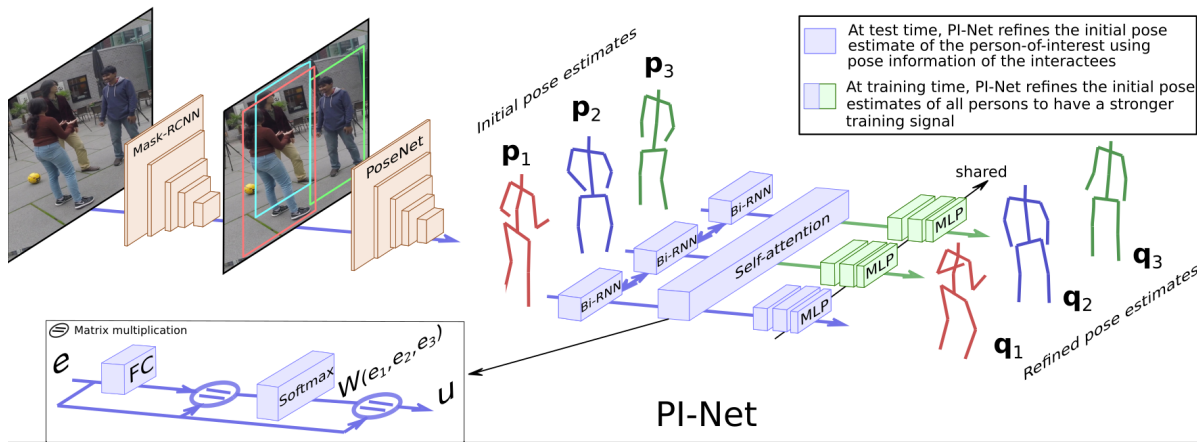 Mask-RCNN
PoseNet
Initial pose estimates
p1
p2
p3
At test time, PI-Net refines the initial pose
estimate of the person-of-interest using
pose information of the interactees
At training time, PI-Net refines the initial pose
estimates of all persons to have a stronger
training signal
Bi-RNN
Bi-RNN
Bi-RNN
Self-attention
MLP
MLP
MLP
shared
q1
q2
q3
Refined pose estimates
Matrix multiplication
e
FC
Softmax
W(e1,e2,e3)
u
PI-Net